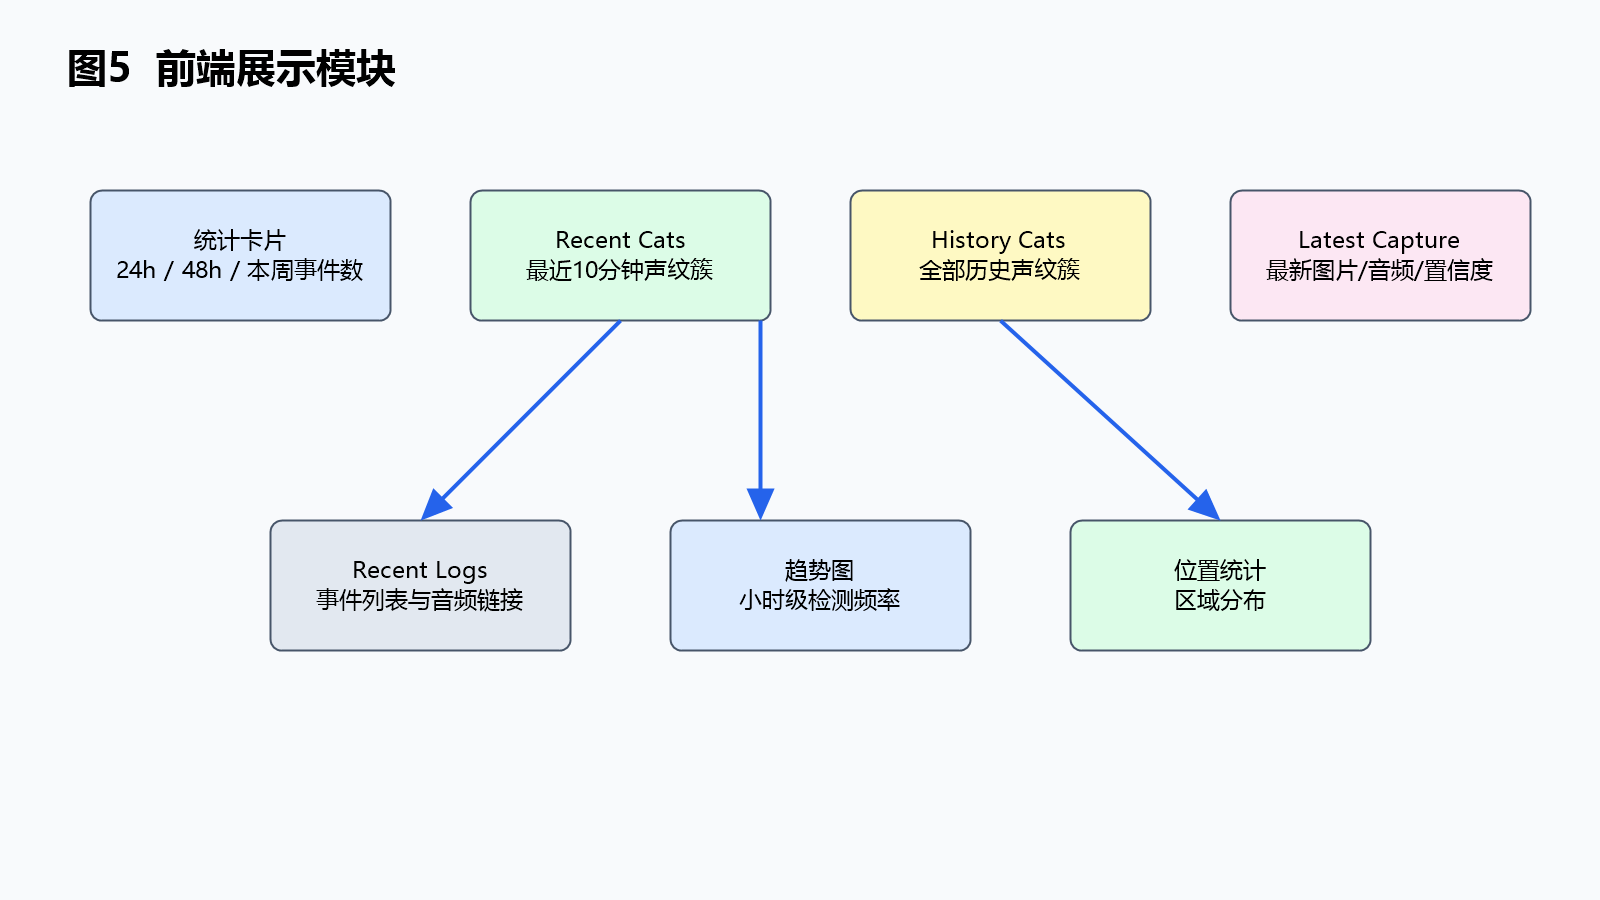 图5 前端展示模块
统计卡片
24h / 48h / 本周事件数
Recent Cats
最近10分钟声纹簇
History Cats
全部历史声纹簇
Latest Capture
最新图片/音频/置信度
Recent Logs
事件列表与音频链接
趋势图
小时级检测频率
位置统计
区域分布